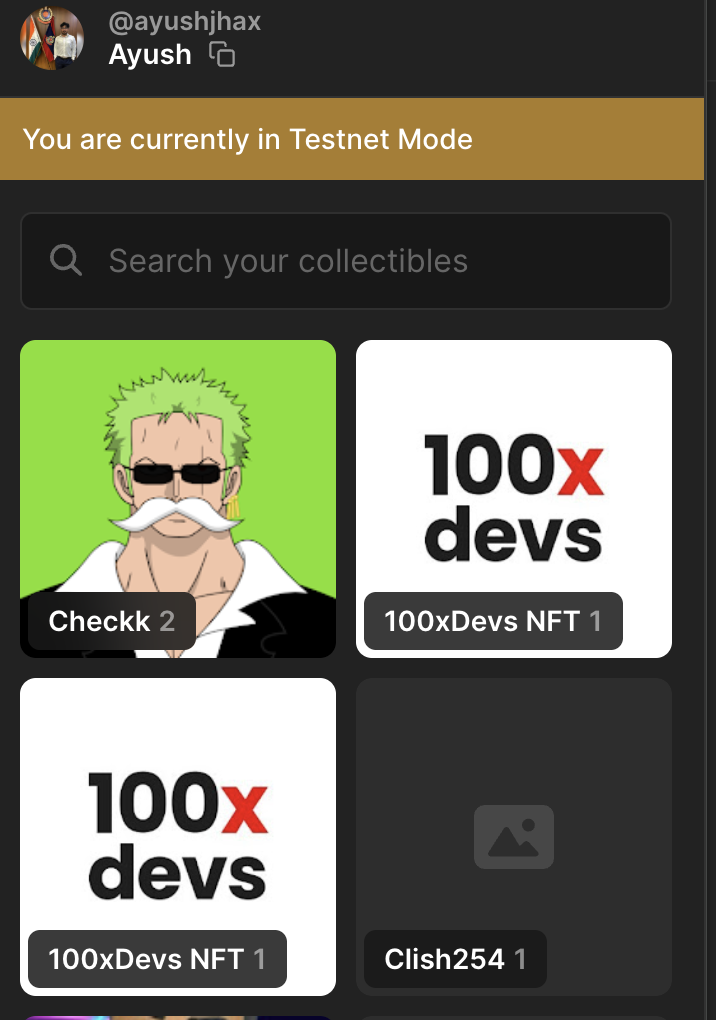 @ayushjhax
Ayush
You are currently in Testnet Mode
Search your collectibles
100x
devs
Checkk 2
100xDevs NFT 1
100x
devs
100xDevs NFT 1
Clish254 1